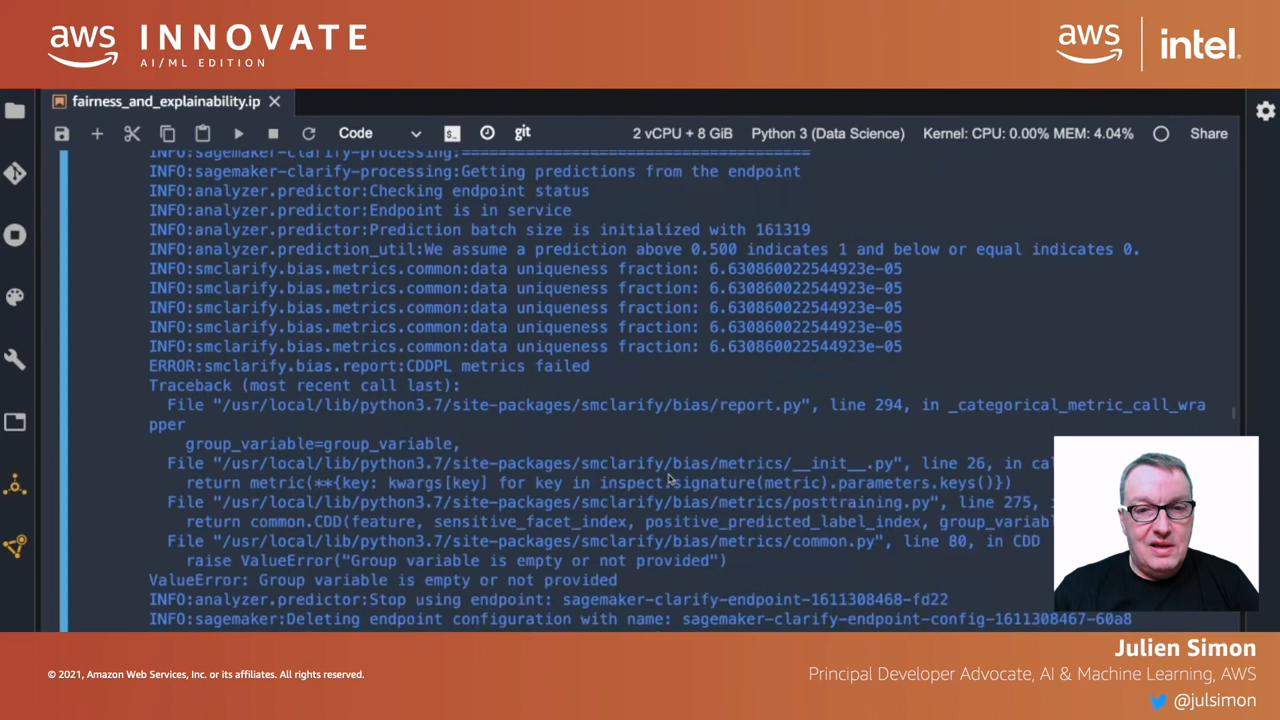 aws INNOVATE
AI/ML EDITION
aws intel.
fairness_and_explainability.ip
Code git 2 vCPU + 8 GiB Python 3 (Data Science) Kernel: CPU: 0.00% MEM: 4.04% Share
INFO:sagemaker-clarify-processing:======================================
INFO:sagemaker-clarify-processing:Getting predictions from the endpoint
INFO:analyzer.predictor:Checking endpoint status
INFO:analyzer.predictor:Endpoint is in service
INFO:analyzer.predictor:Prediction batch size is initialized with 161319
INFO:analyzer.prediction_util:We assume a prediction above 0.500 indicates 1 and below or equal indicates 0.
INFO:smclarify.bias.metrics.common:data uniqueness fraction: 6.630860022544923e-05
INFO:smclarify.bias.metrics.common:data uniqueness fraction: 6.630860022544923e-05
INFO:smclarify.bias.metrics.common:data uniqueness fraction: 6.630860022544923e-05
INFO:smclarify.bias.metrics.common:data uniqueness fraction: 6.630860022544923e-05
INFO:smclarify.bias.metrics.common:data uniqueness fraction: 6.630860022544923e-05
ERROR:smclarify.bias.report:CDDPL metrics failed
Traceback (most recent call last):
File "/usr/local/lib/python3.7/site-packages/smclarify/bias/report.py", line 294, in _categorical_metric_call_wra
pper
group_variable=group_variable,
File "/usr/local/lib/python3.7/site-packages/smclarify/bias/metrics/__init__.py", line 26, in cal
return metric(**{key: kwargs[key] for key in inspect.signature(metric).parameters.keys()})
File "/usr/local/lib/python3.7/site-packages/smclarify/bias/metrics/posttraining.py", line 275,
return common.CDD(feature, sensitive_facet_index, positive_predicted_label_index, group_variabl
File "/usr/local/lib/python3.7/site-packages/smclarify/bias/metrics/common.py", line 80, in CDD
raise ValueError("Group variable is empty or not provided")
ValueError: Group variable is empty or not provided
INFO:analyzer.predictor:Stop using endpoint: sagemaker-clarify-endpoint-1611308468-fd22
INFO:sagemaker:Deleting endpoint configuration with name: sagemaker-clarify-endpoint-config-1611308467-60a8
Julien Simon
Principal Developer Advocate, AI & Machine Learning, AWS
@julsimon
© 2021, Amazon Web Services, Inc. or its affiliates. All rights reserved.